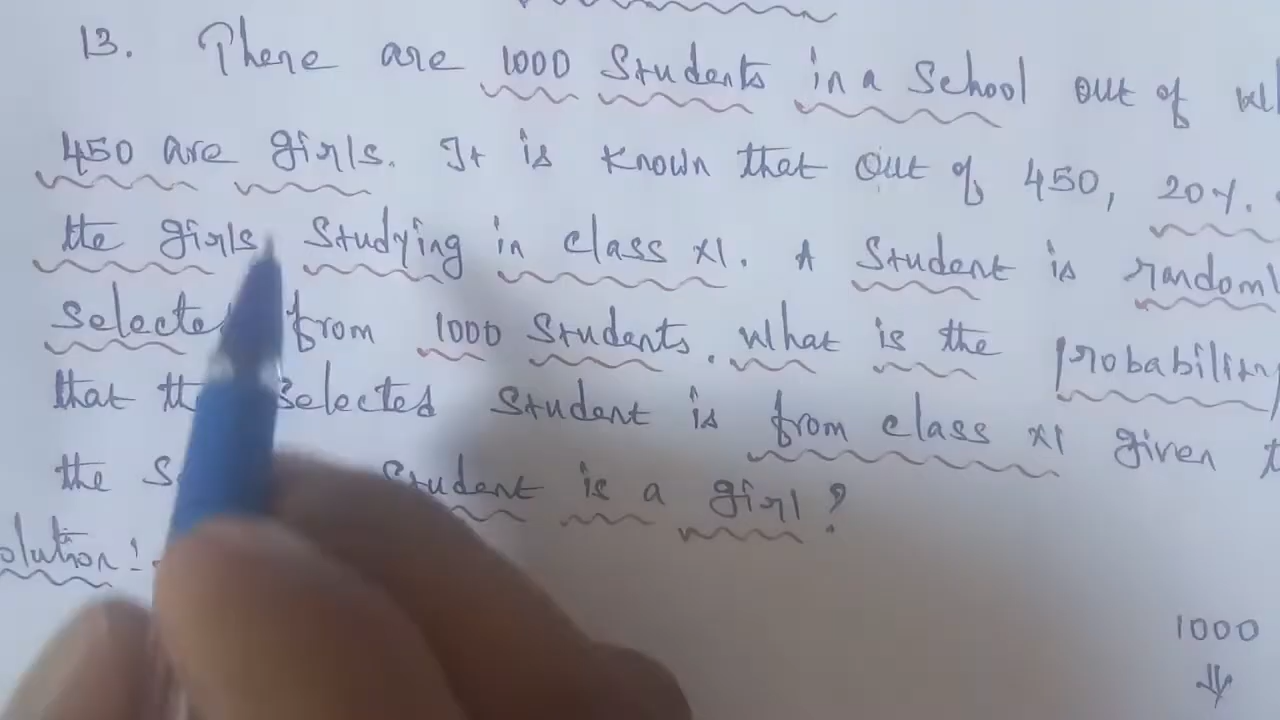 13. There are 1000 Students in a School out of
450 are girls. It is known that out of 450, 20%.
the girls Studying in class XI. A Student is
Selected from 1000 Students. What is the
that the Selected Student is from class XI given
the Student is a girl?
1000